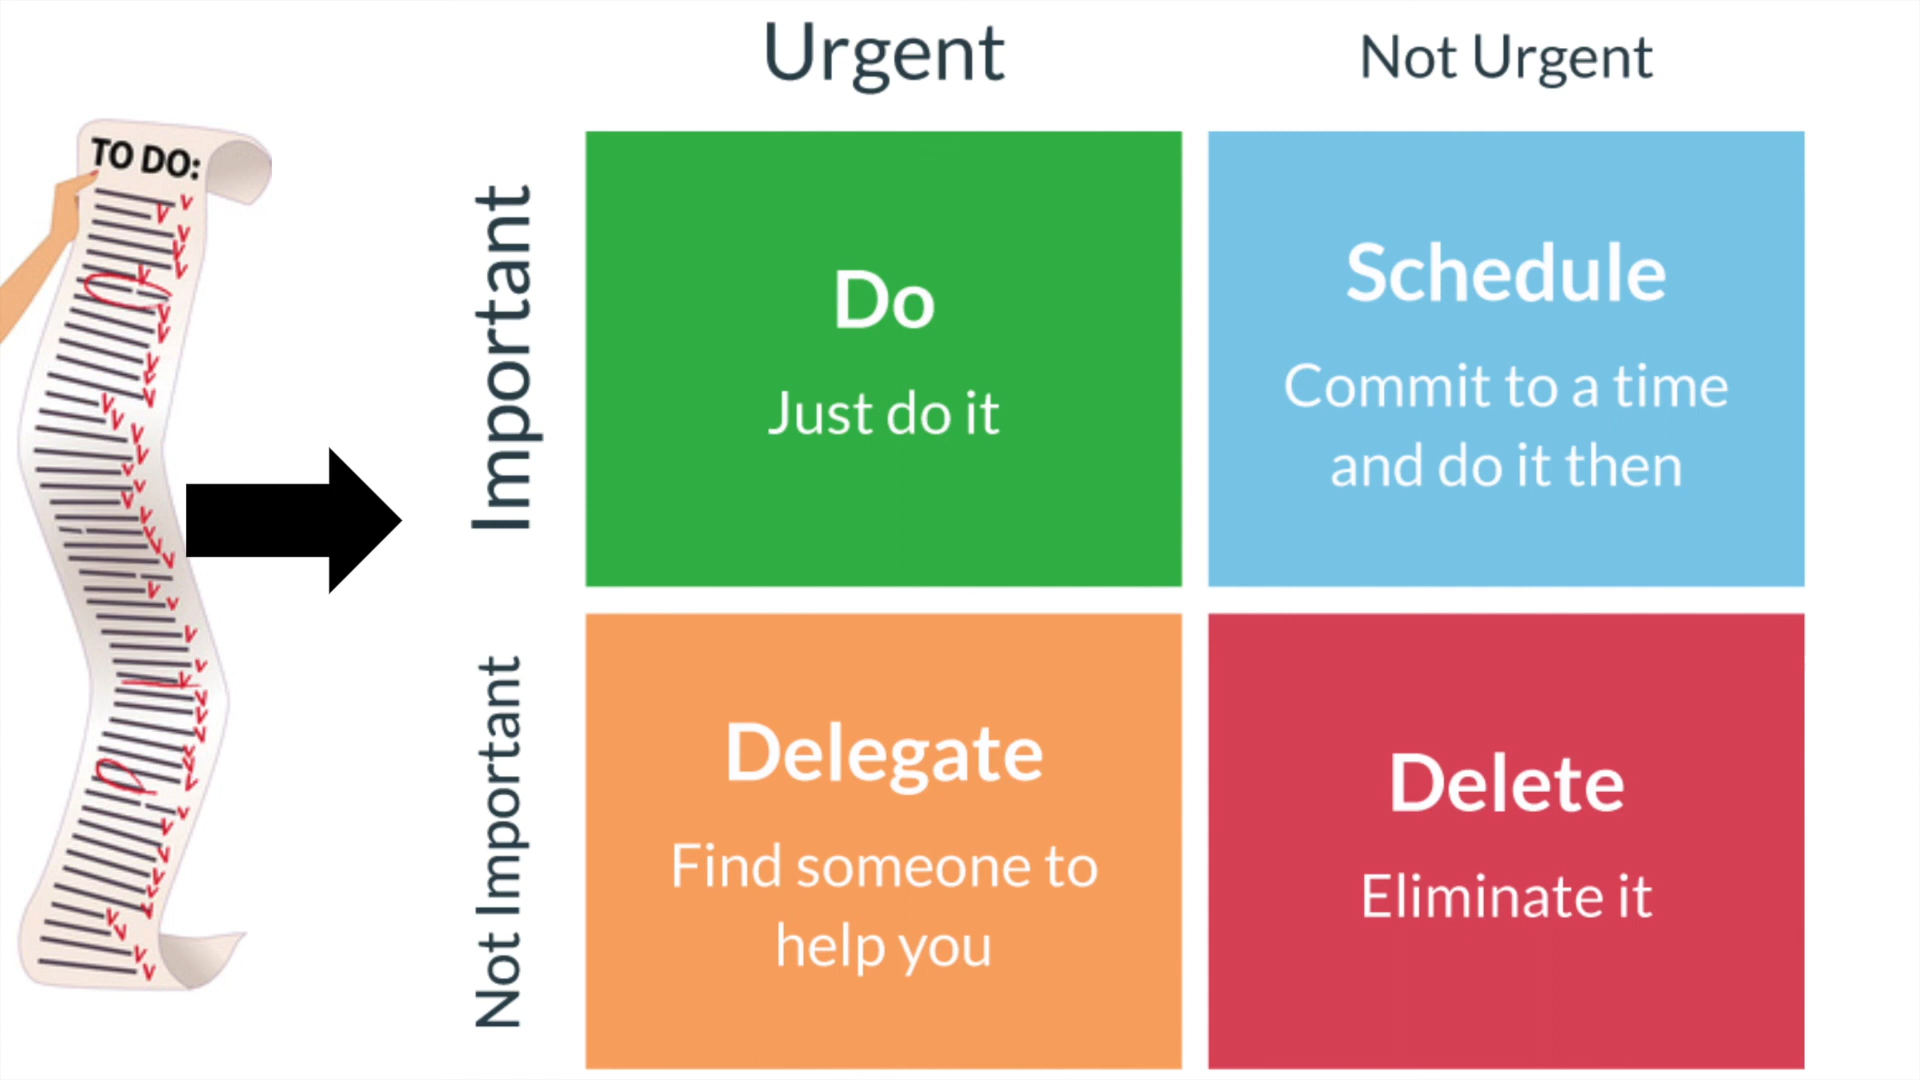 Urgent
Not Urgent
TO DO:
Important
Do
Just do it
Schedule
Commit to a time
and do it then
Not Important
Delegate
Find someone to
help you
Delete
Eliminate it